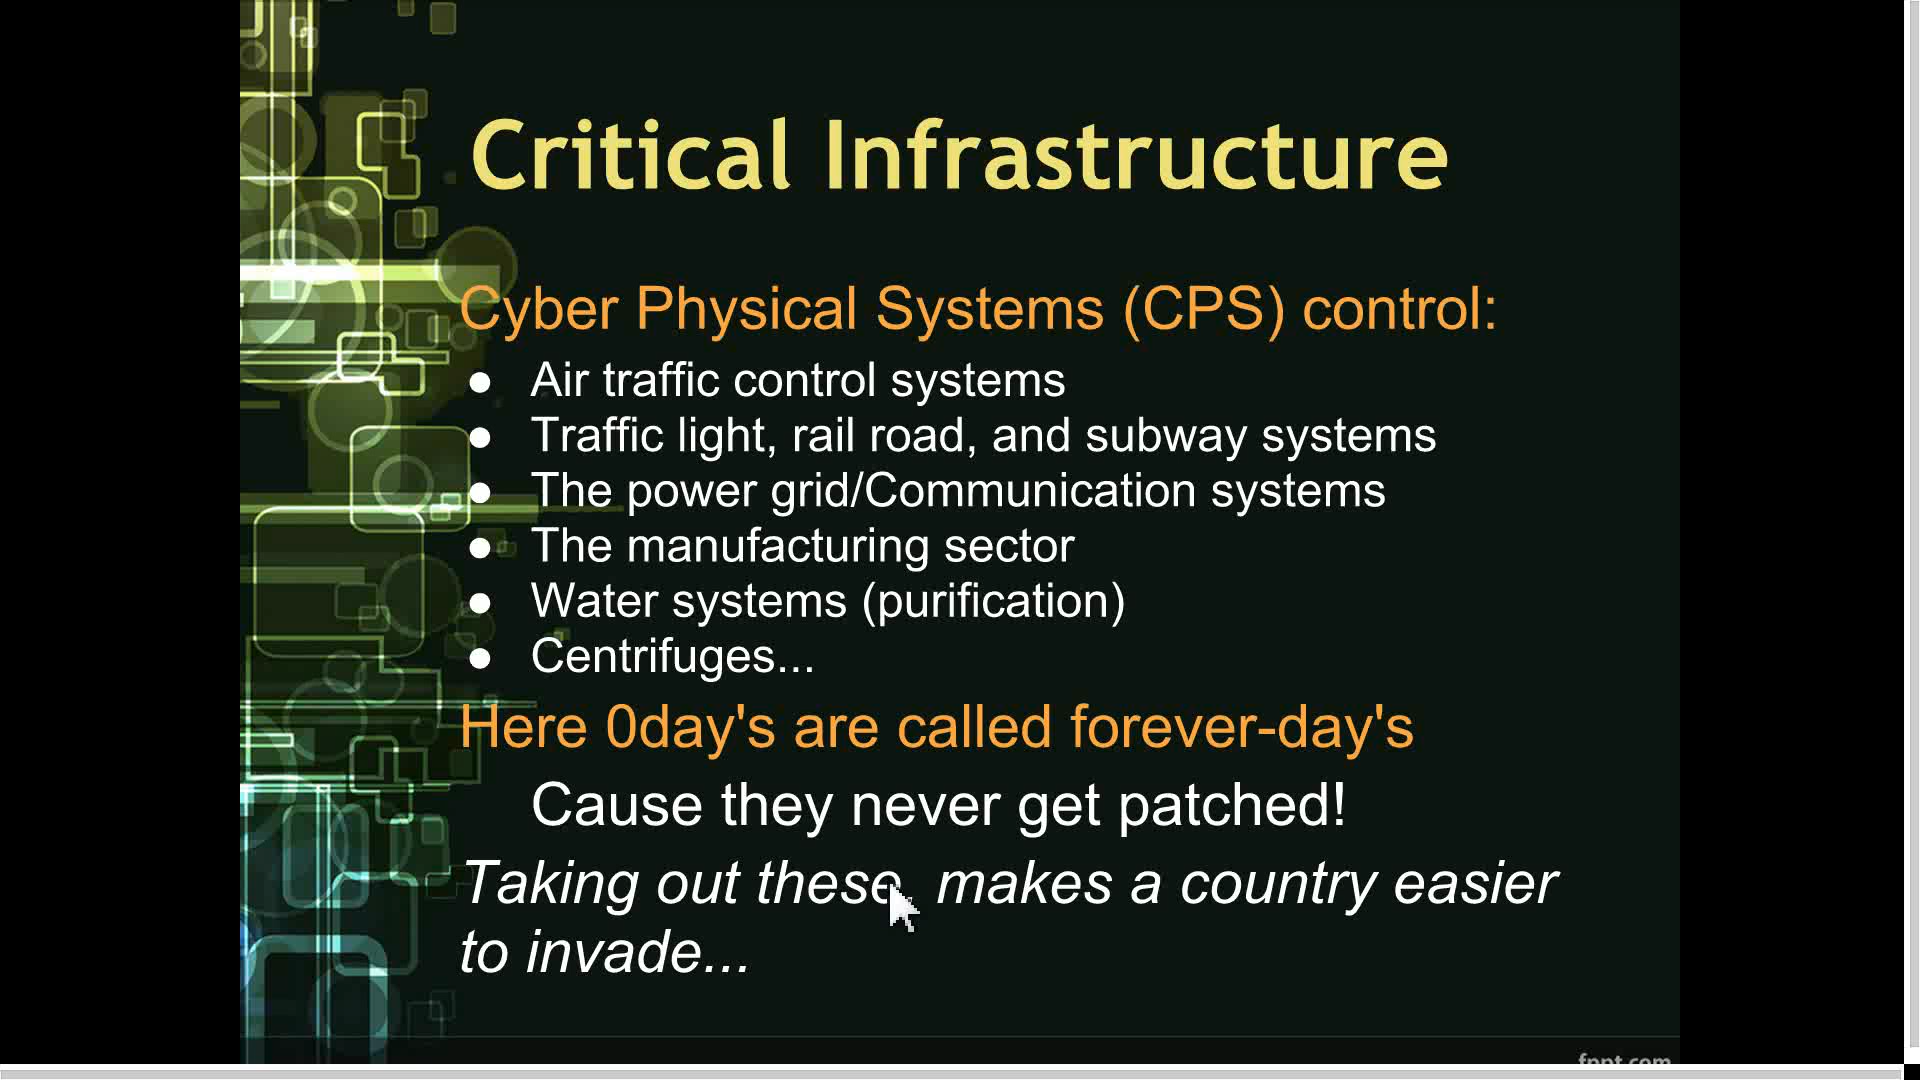 Critical Infrastructure
Cyber Physical Systems (CPS) control:
● Air traffic control systems
● Traffic light, rail road, and subway systems
● The power grid/Communication systems
● The manufacturing sector
● Water systems (purification)
● Centrifuges...
Here 0day's are called forever-day's
Cause they never get patched!
Taking out these, makes a country easier
to invade...
fppt.com